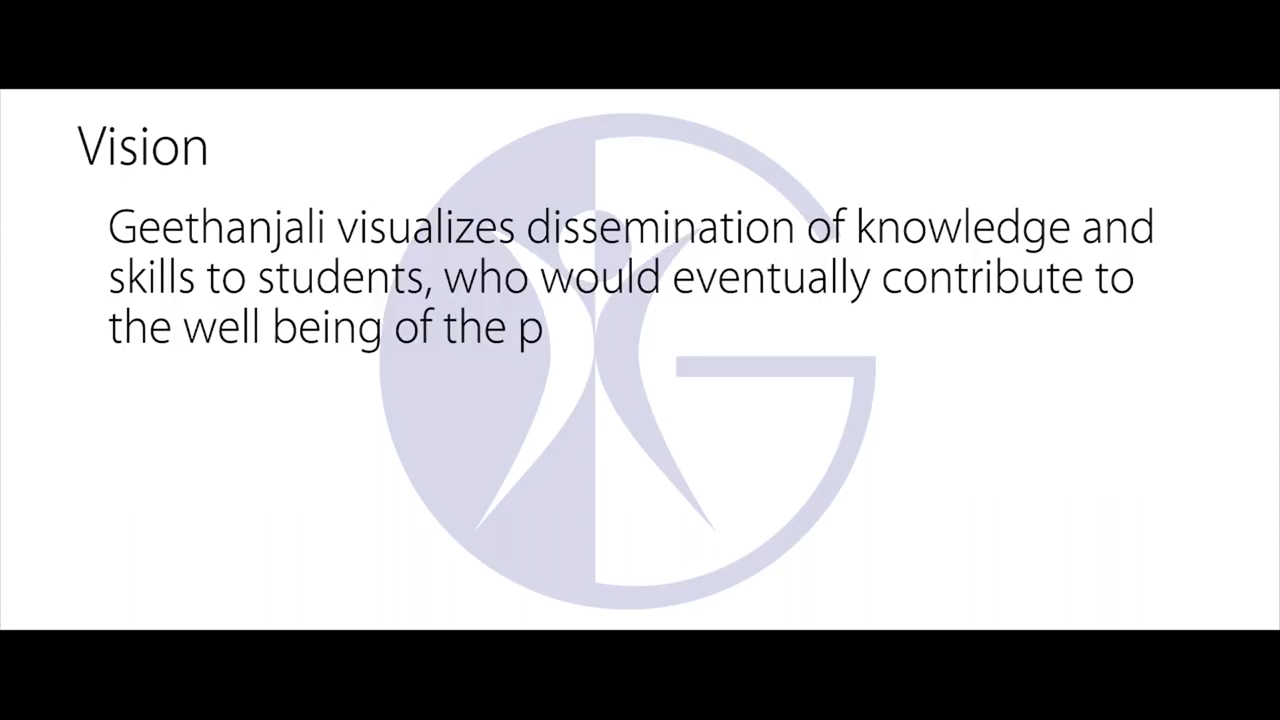 Vision
Geethanjali visualizes dissemination of knowledge and
skills to students, who would eventually contribute to
the well being of the p